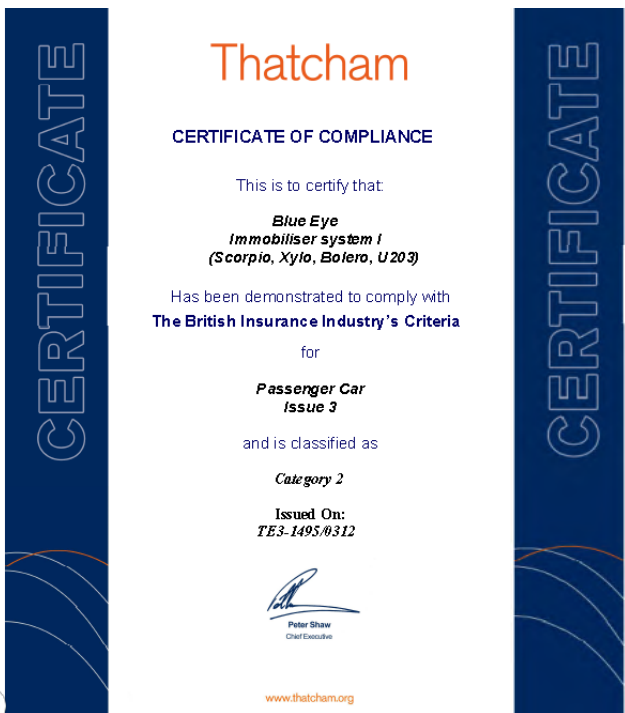 Thatcham
CERTIFICATE OF COMPLIANCE
This is to certify that:
Blue Eye
Immobiliser system I
(Scorpio, Xylo, Bolero, U203)
Has been demonstrated to comply with
The British Insurance Industry's Criteria
for
Passenger Car
Issue 3
and is classified as
Category 2
Issued On:
TE3-1495/0312
Peter Shaw
Chief Executive
www.thatcham.org
CERTIFICATE
CERTIFICATE